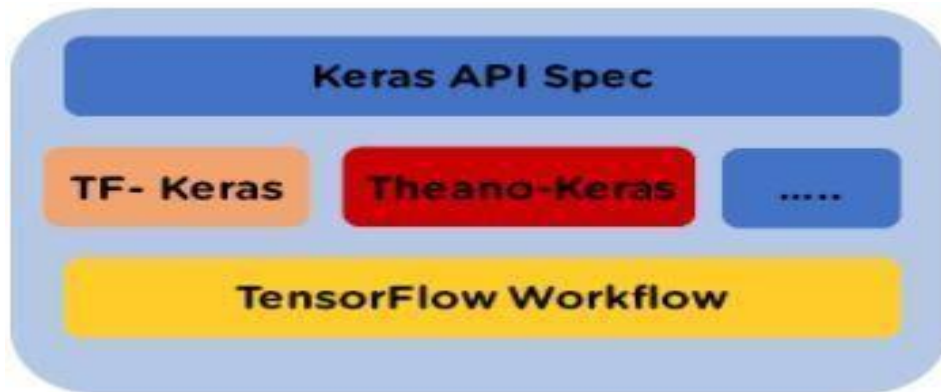 Keras API Spec
TF- Keras
Theano-Keras
.....
TensorFlow Workflow